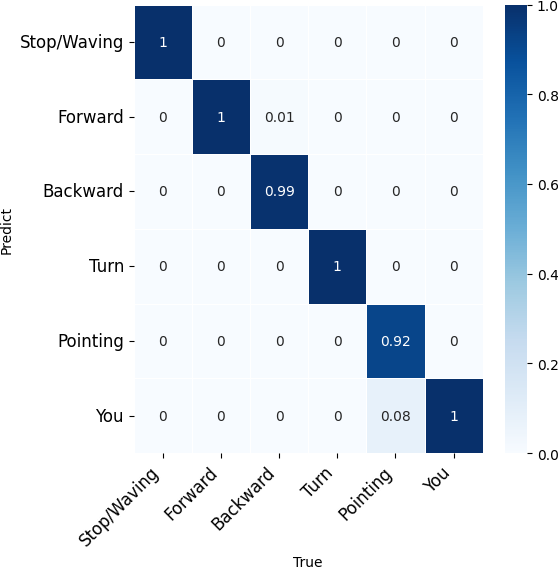 Predict
Stop/Waving 1 0 0 0 0 0
Forward 0 1 0.01 0 0 0
Backward 0 0 0.99 0 0 0
Turn 0 0 0 1 0 0
Pointing 0 0 0 0 0.92 0
You 0 0 0 0 0.08 1
Stop/Waving Forward Backward Turn Pointing You
True
1.0
0.8
0.6
0.4
0.2
0.0